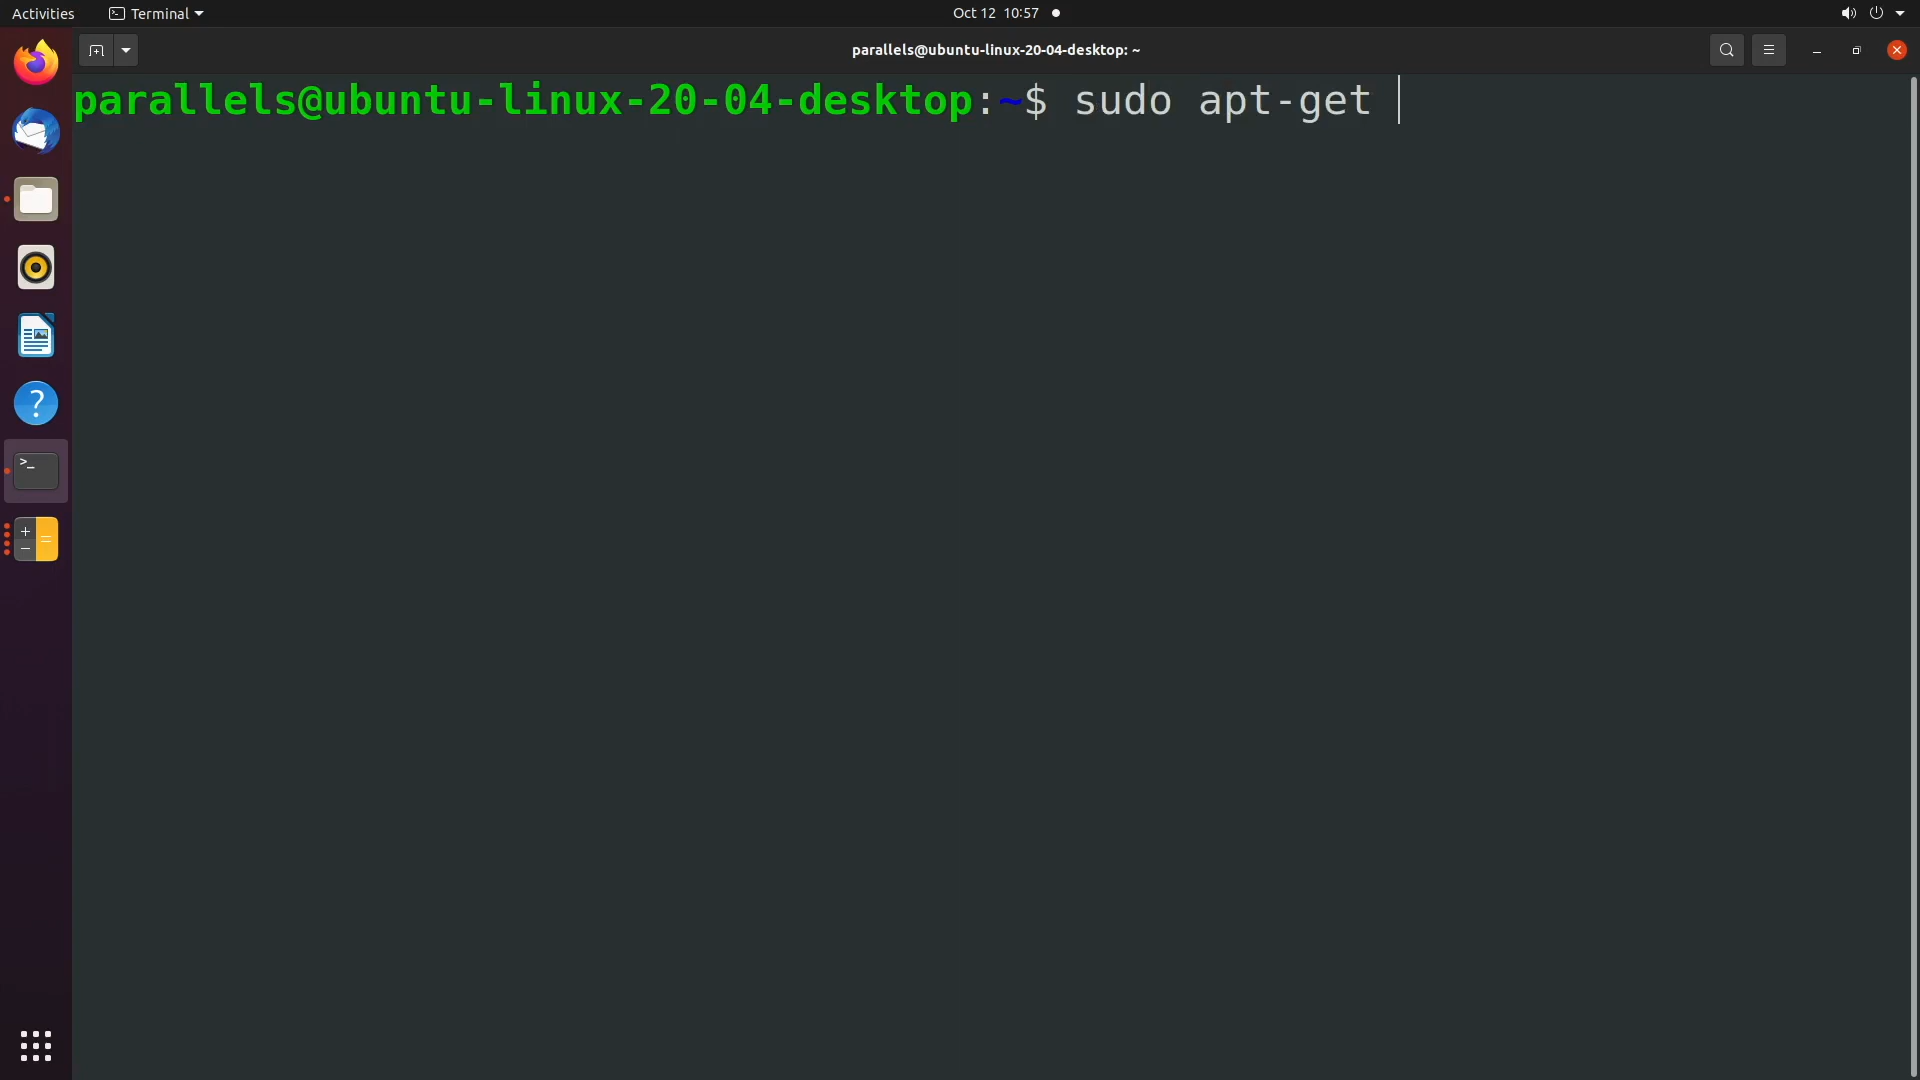 Activities
Terminal
Oct 12 10:57
parallels@ubuntu-linux-20-04-desktop: ~
parallels@ubuntu-linux-20-04-desktop:~$ sudo apt-get